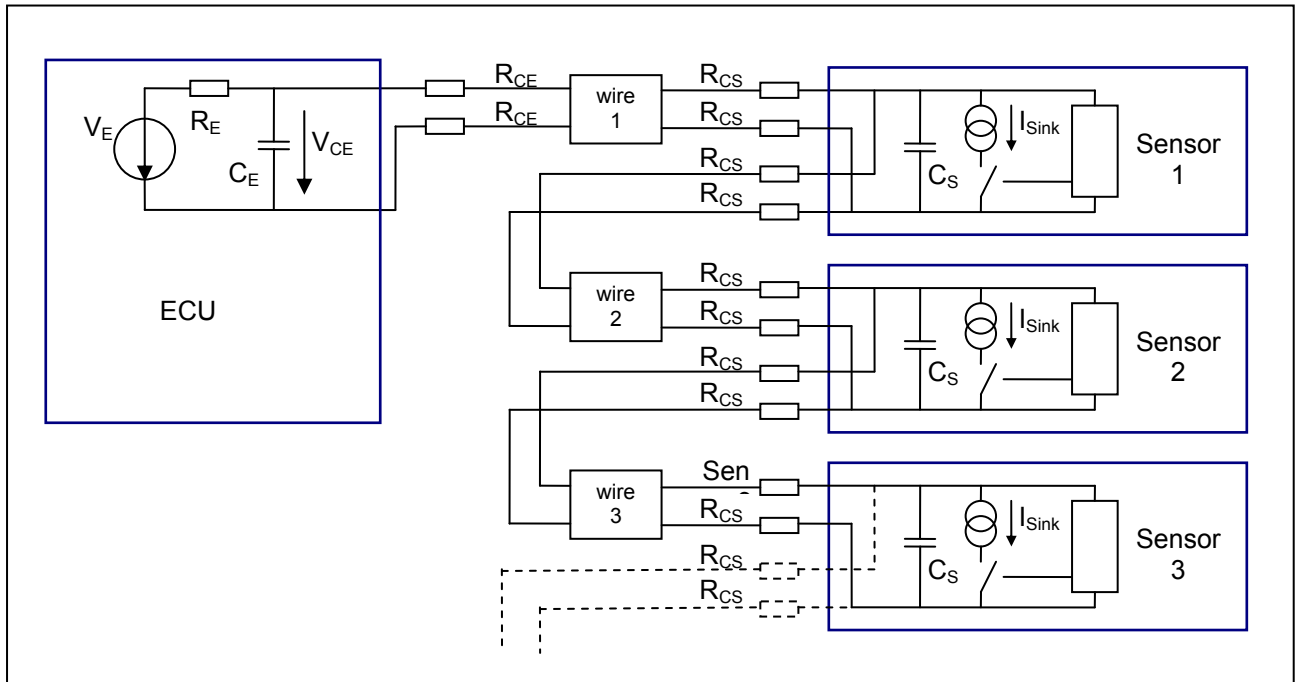 R_CE
R_CE
wire
1
R_CS
R_CS
R_CS
R_CS
V_E
R_E
C_E
V_CE
ECU
C_S
I_Sink
Sensor
1
wire
2
R_CS
R_CS
R_CS
R_CS
C_S
I_Sink
Sensor
2
wire
3
Sen
R_CS
R_CS
R_CS
C_S
I_Sink
Sensor
3